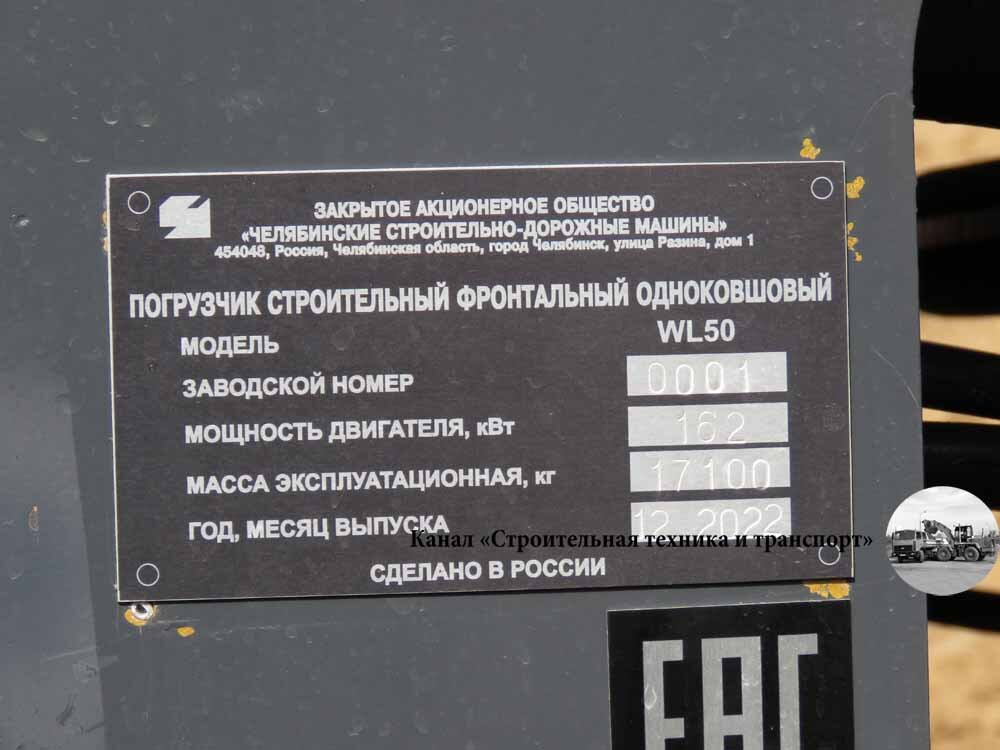 ЗАКРЫТОЕ АКЦИОНЕРНОЕ ОБЩЕСТВО
«ЧЕЛЯБИНСКИЕ СТРОИТЕЛЬНО-ДОРОЖНЫЕ МАШИНЫ»
454048, Россия, Челябинская область, город Челябинск, улица Разина, дом 1
ПОГРУЗЧИК СТРОИТЕЛЬНЫЙ ФРОНТАЛЬНЫЙ ОДНОКОВШОВЫЙ
МОДЕЛЬ WL50
ЗАВОДСКОЙ НОМЕР 0001
МОЩНОСТЬ ДВИГАТЕЛЯ, кВт 162
МАССА ЭКСПЛУАТАЦИОННАЯ, кг 17100
ГОД, МЕСЯЦ ВЫПУСКА 12 2022
Канал «Строительная техника и транспорт»
СДЕЛАНО В РОССИИ
ЕАС